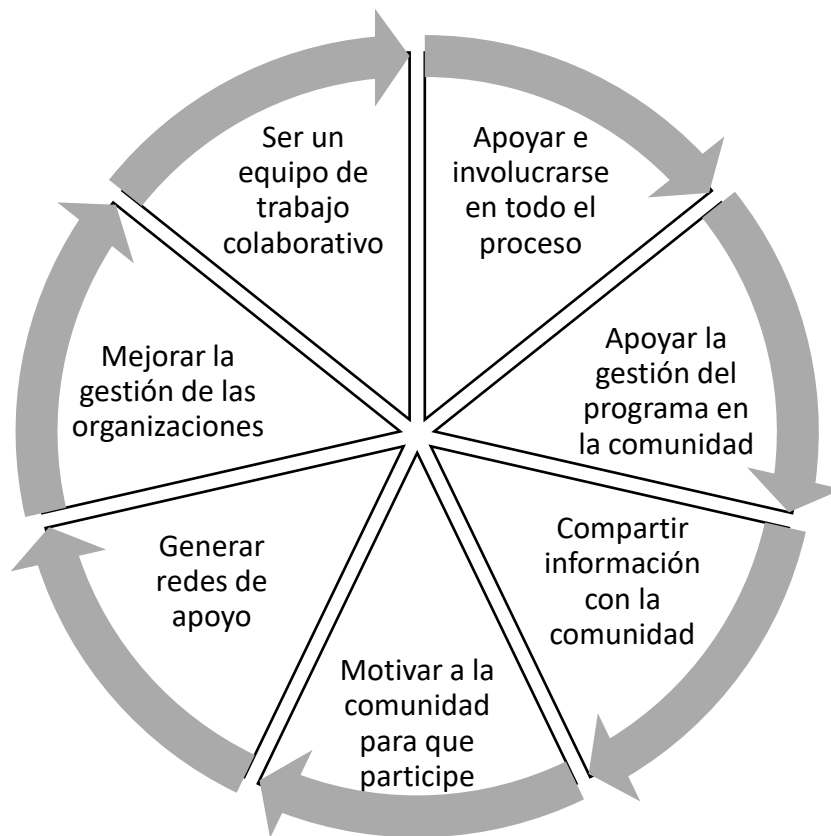 Ser un
equipo de
trabajo
colaborativo
Apoyar e
involucrarse
en todo el
proceso
Apoyar la
gestión del
programa en
la comunidad
Compartir
información
con la
comunidad
Motivar a la
comunidad
para que
participe
Generar
redes de
apoyo
Mejorar la
gestión de las
organizaciones